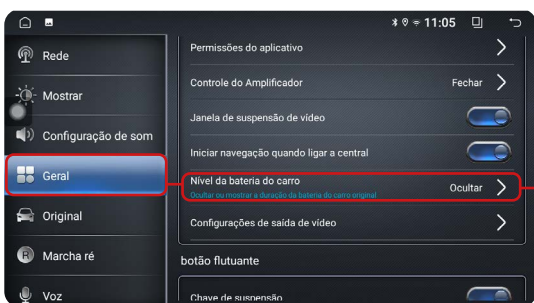 11:05
Rede
Mostrar
Configuração de som
Geral
Original
Marcha ré
Voz
Permissões do aplicativo
Controle do Amplificador Fechar
Janela de suspensão de vídeo
Iniciar navegação quando ligar a central
Nível da bateria do carro Ocultar
Ocultar ou mostrar a duração da bateria do carro original
Configurações de saída de vídeo
botão flutuante
Chave de suspensão